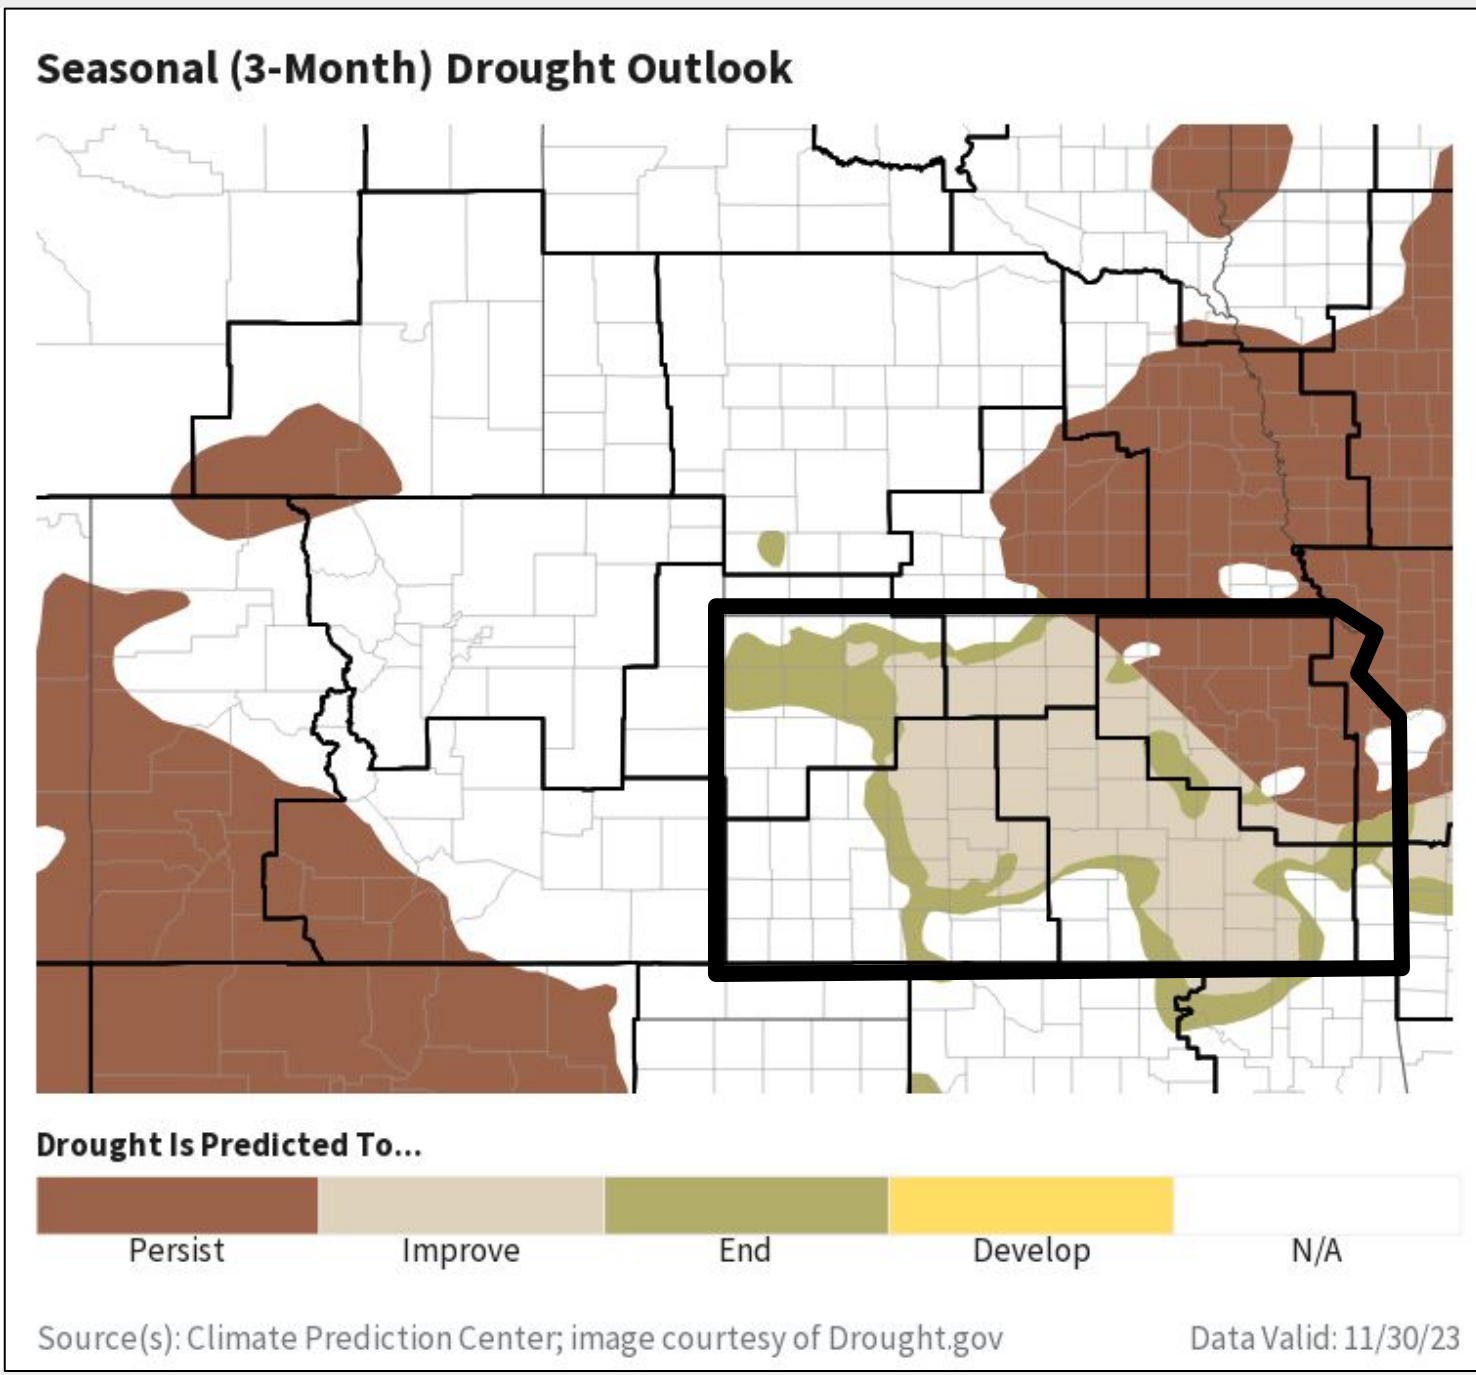 Seasonal (3-Month) Drought Outlook
Drought Is Predicted To...
Persist
Improve
End
Develop
N/A
Source(s): Climate Prediction Center; image courtesy of Drought.gov
Data Valid: 11/30/23